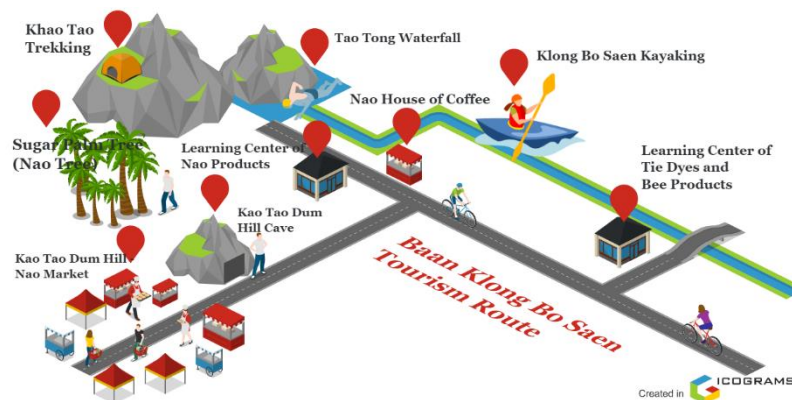 Khao Tao
Trekking
Tao Tong Waterfall
Klong Bo Saen Kayaking
Nao House of Coffee
Sugar Palm Tree
(Nao Tree)
Learning Center of
Nao Products
Learning Center of
Tie Dyes and
Bee Products
Kao Tao Dum
Hill Cave
Kao Tao Dum Hill
Nao Market
Baan Klong Bo Saen
Tourism Route
Created in
ICOGRAMS